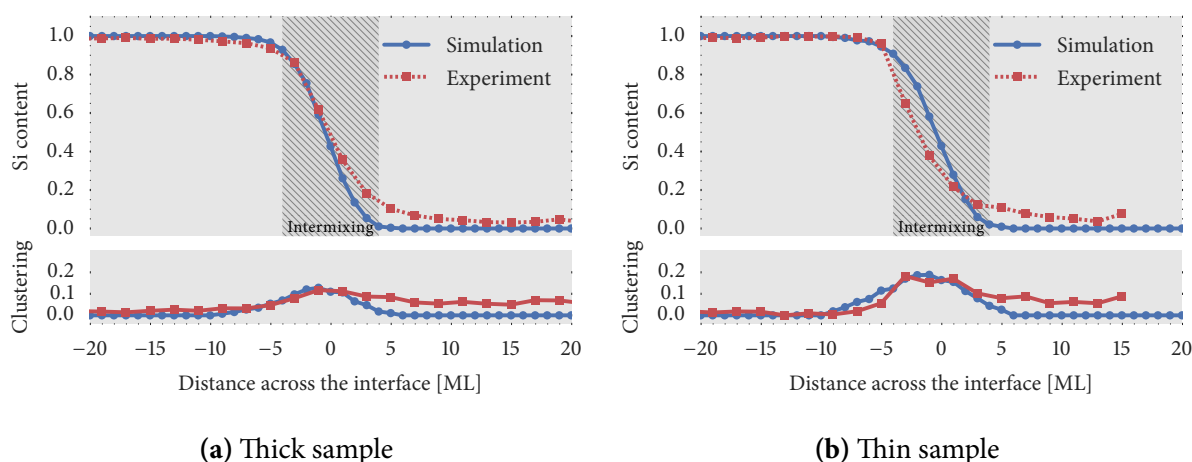 1.0
0.8
0.6
0.4
0.2
0.0
Si content
Simulation
Experiment
Intermixing
0.2
0.1
0.0
Clustering
−20 −15 −10 −5 0 5 10 15 20
Distance across the interface [ML]
(a) Thick sample
1.0
0.8
0.6
0.4
0.2
0.0
Si content
Simulation
Experiment
Intermixing
0.2
0.1
0.0
Clustering
−20 −15 −10 −5 0 5 10 15 20
Distance across the interface [ML]
(b) Thin sample